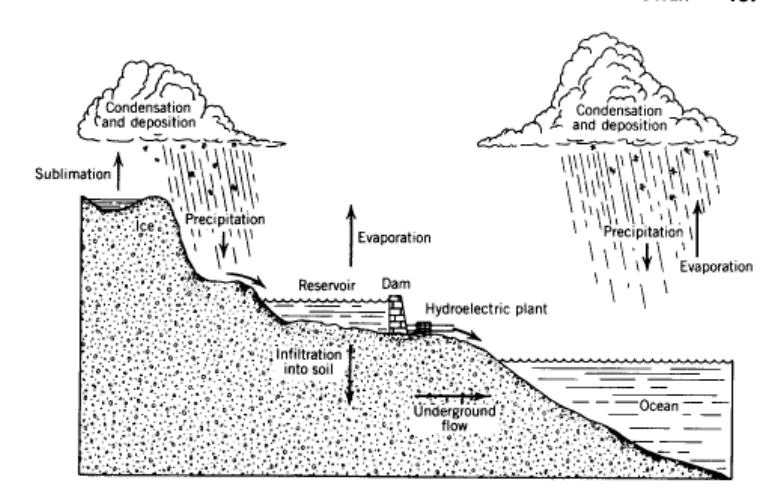 Condensation
and deposition
Condensation
and deposition
Sublimation
Ice
Precipitation
Evaporation
Precipitation
Evaporation
Reservoir
Dam
Hydroelectric plant
Infiltration
into soil
Underground
flow
Ocean